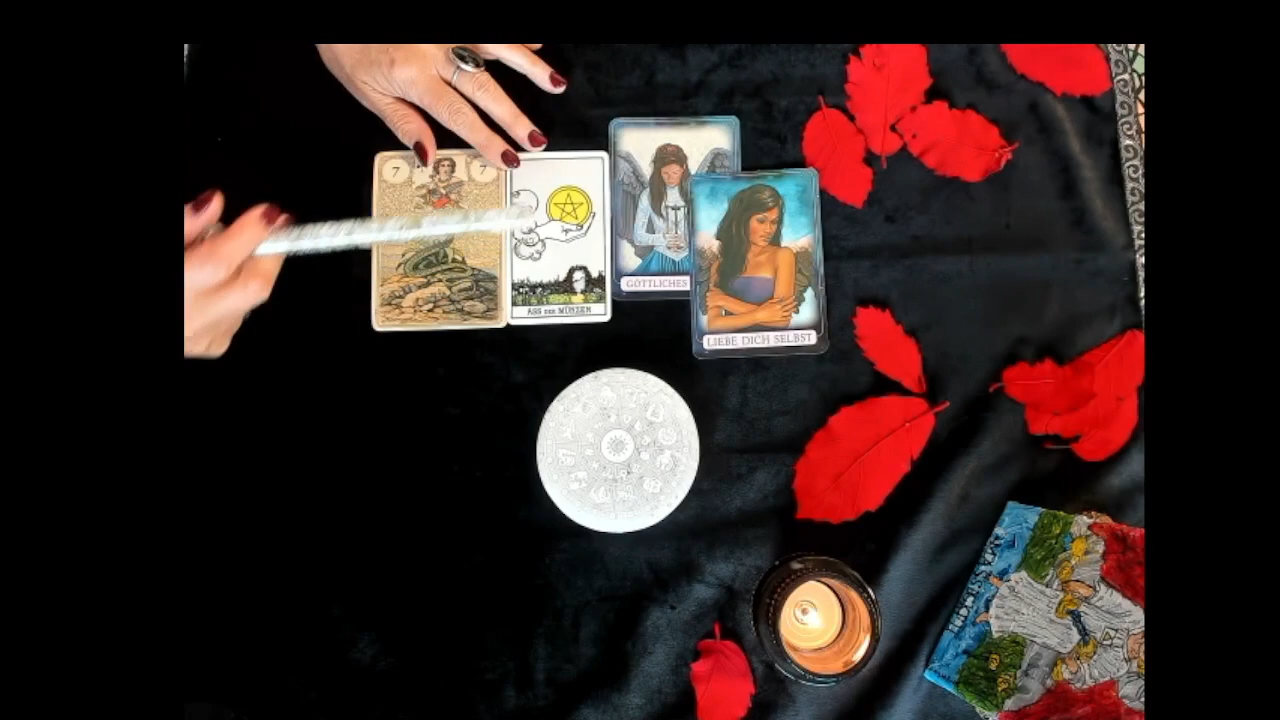 7 7
ASS DER MÜNZEN
GÖTTLICHES
LIEBE DICH SELBST